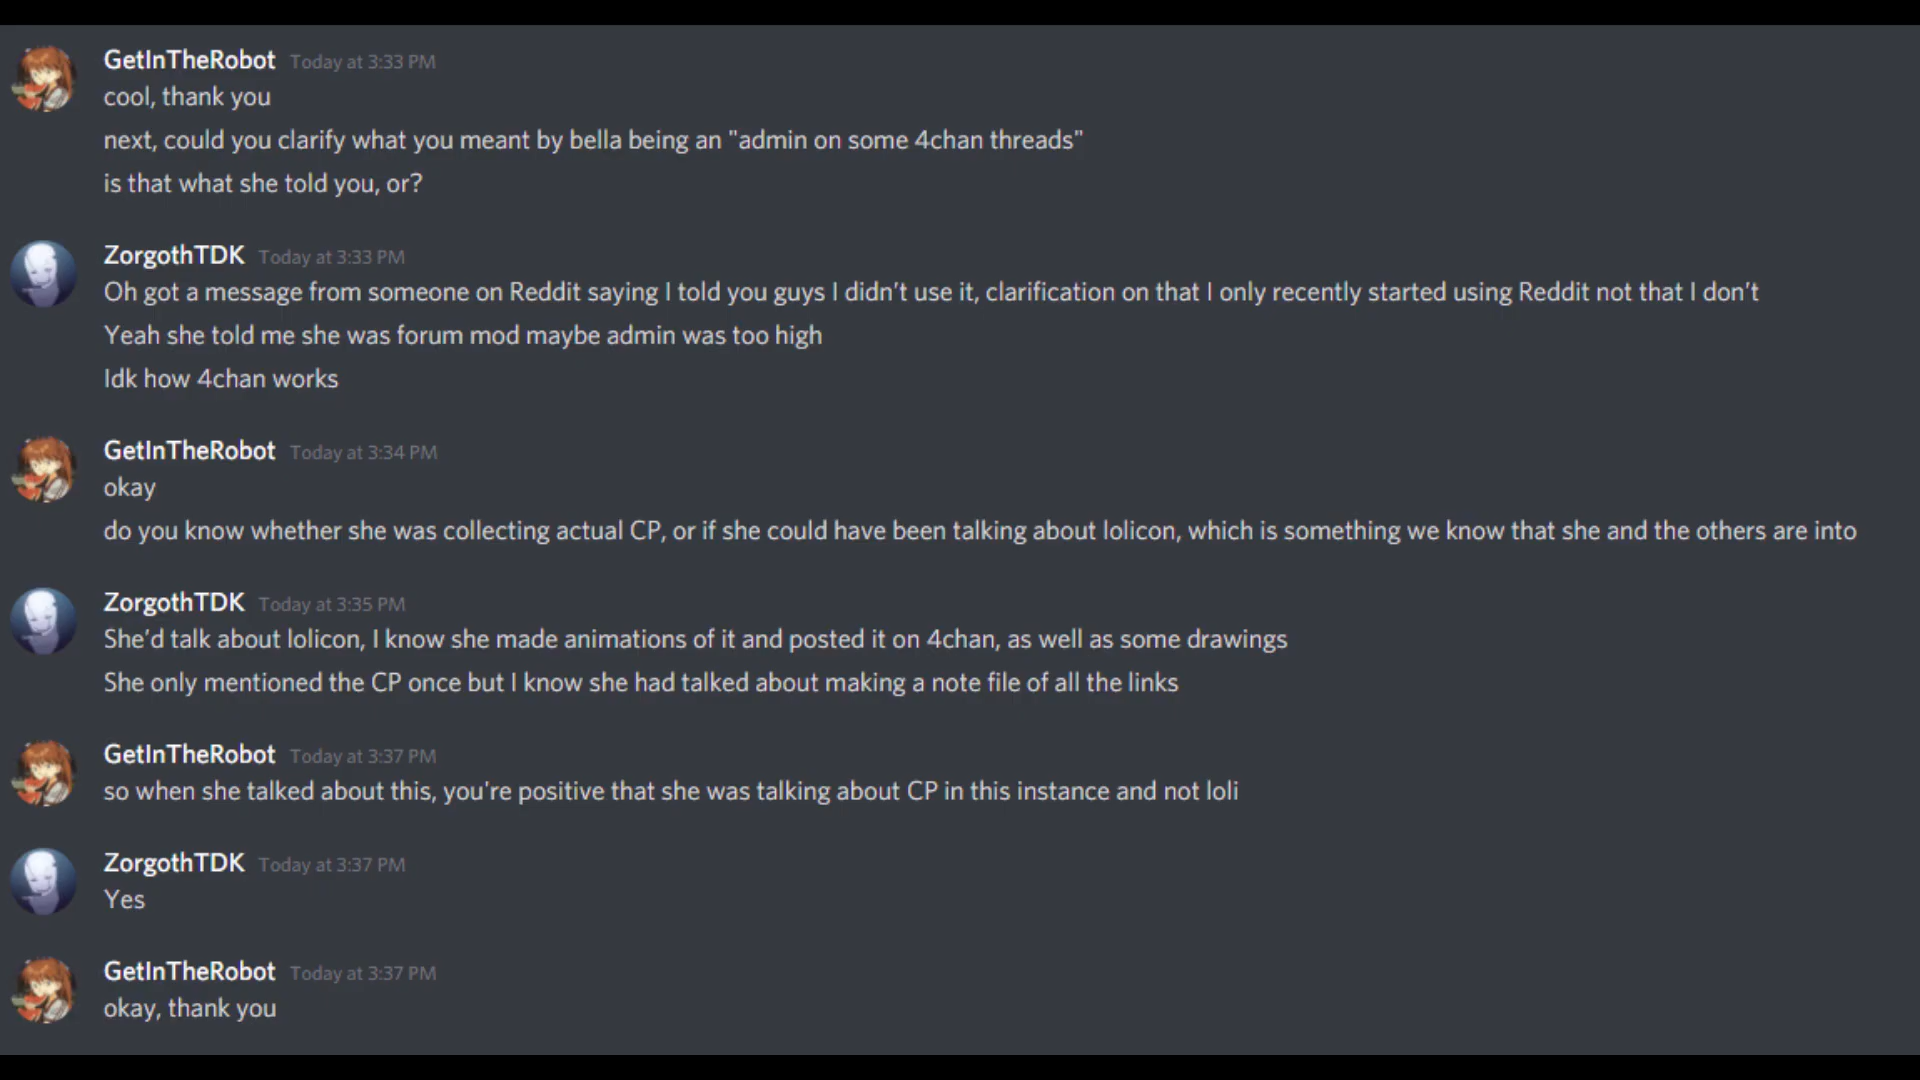 GetInTheRobot Today at 3:33 PM
cool, thank you
next, could you clarify what you meant by bella being an "admin on some 4chan threads"
is that what she told you, or?
ZorgothTDK Today at 3:33 PM
Oh got a message from someone on Reddit saying I told you guys I didn't use it, clarification on that I only recently started using Reddit not that I don't
Yeah she told me she was forum mod maybe admin was too high
Idk how 4chan works
GetInTheRobot Today at 3:34 PM
okay
do you know whether she was collecting actual CP, or if she could have been talking about lolicon, which is something we know that she and the others are into
ZorgothTDK Today at 3:35 PM
She'd talk about lolicon, I know she made animations of it and posted it on 4chan, as well as some drawings
She only mentioned the CP once but I know she had talked about making a note file of all the links
GetInTheRobot Today at 3:37 PM
so when she talked about this, you're positive that she was talking about CP in this instance and not loli
ZorgothTDK Today at 3:37 PM
Yes
GetInTheRobot Today at 3:37 PM
okay, thank you